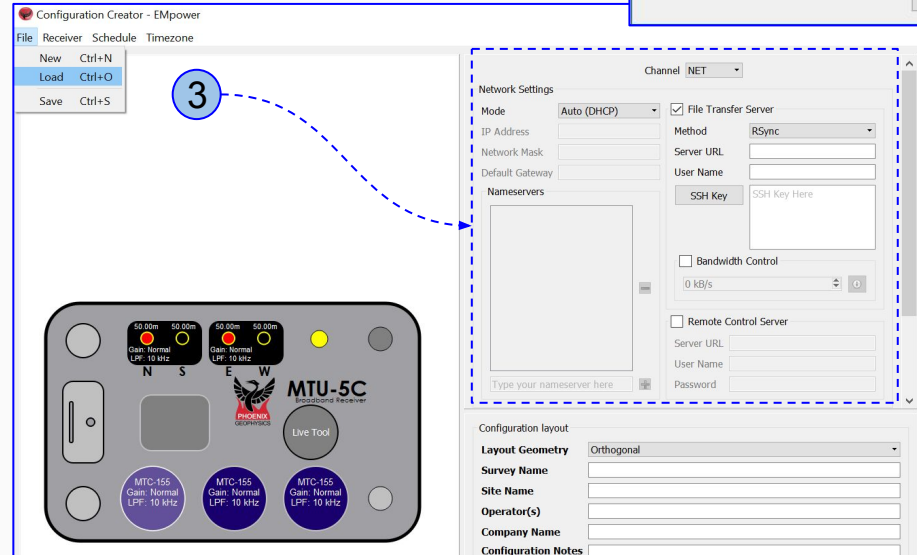 Configuration Creator - EMpower
File Receiver Schedule Timezone
New Ctrl+N
Load Ctrl+O
Save Ctrl+S
3
Channel NET
Network Settings
Mode Auto (DHCP)
IP Address
Network Mask
Default Gateway
Nameservers
Type your nameserver here
File Transfer Server
Method RSync
Server URL
User Name
SSH Key SSH Key Here
Bandwidth Control
0 kB/s
Remote Control Server
Server URL
User Name
Password
50.00m 50.00m 50.00m 50.00m
Gain: Normal Gain: Normal
LPF: 10 kHz LPF: 10 kHz
N S E W
MTU-5C
Broadband Receiver
PHOENIX
GEOPHYSICS
Live Tool
MTC-155 MTC-155 MTC-155
Gain: Normal Gain: Normal Gain: Normal
LPF: 10 kHz LPF: 10 kHz LPF: 10 kHz
Configuration layout
Layout Geometry Orthogonal
Survey Name
Site Name
Operator(s)
Company Name
Configuration Notes